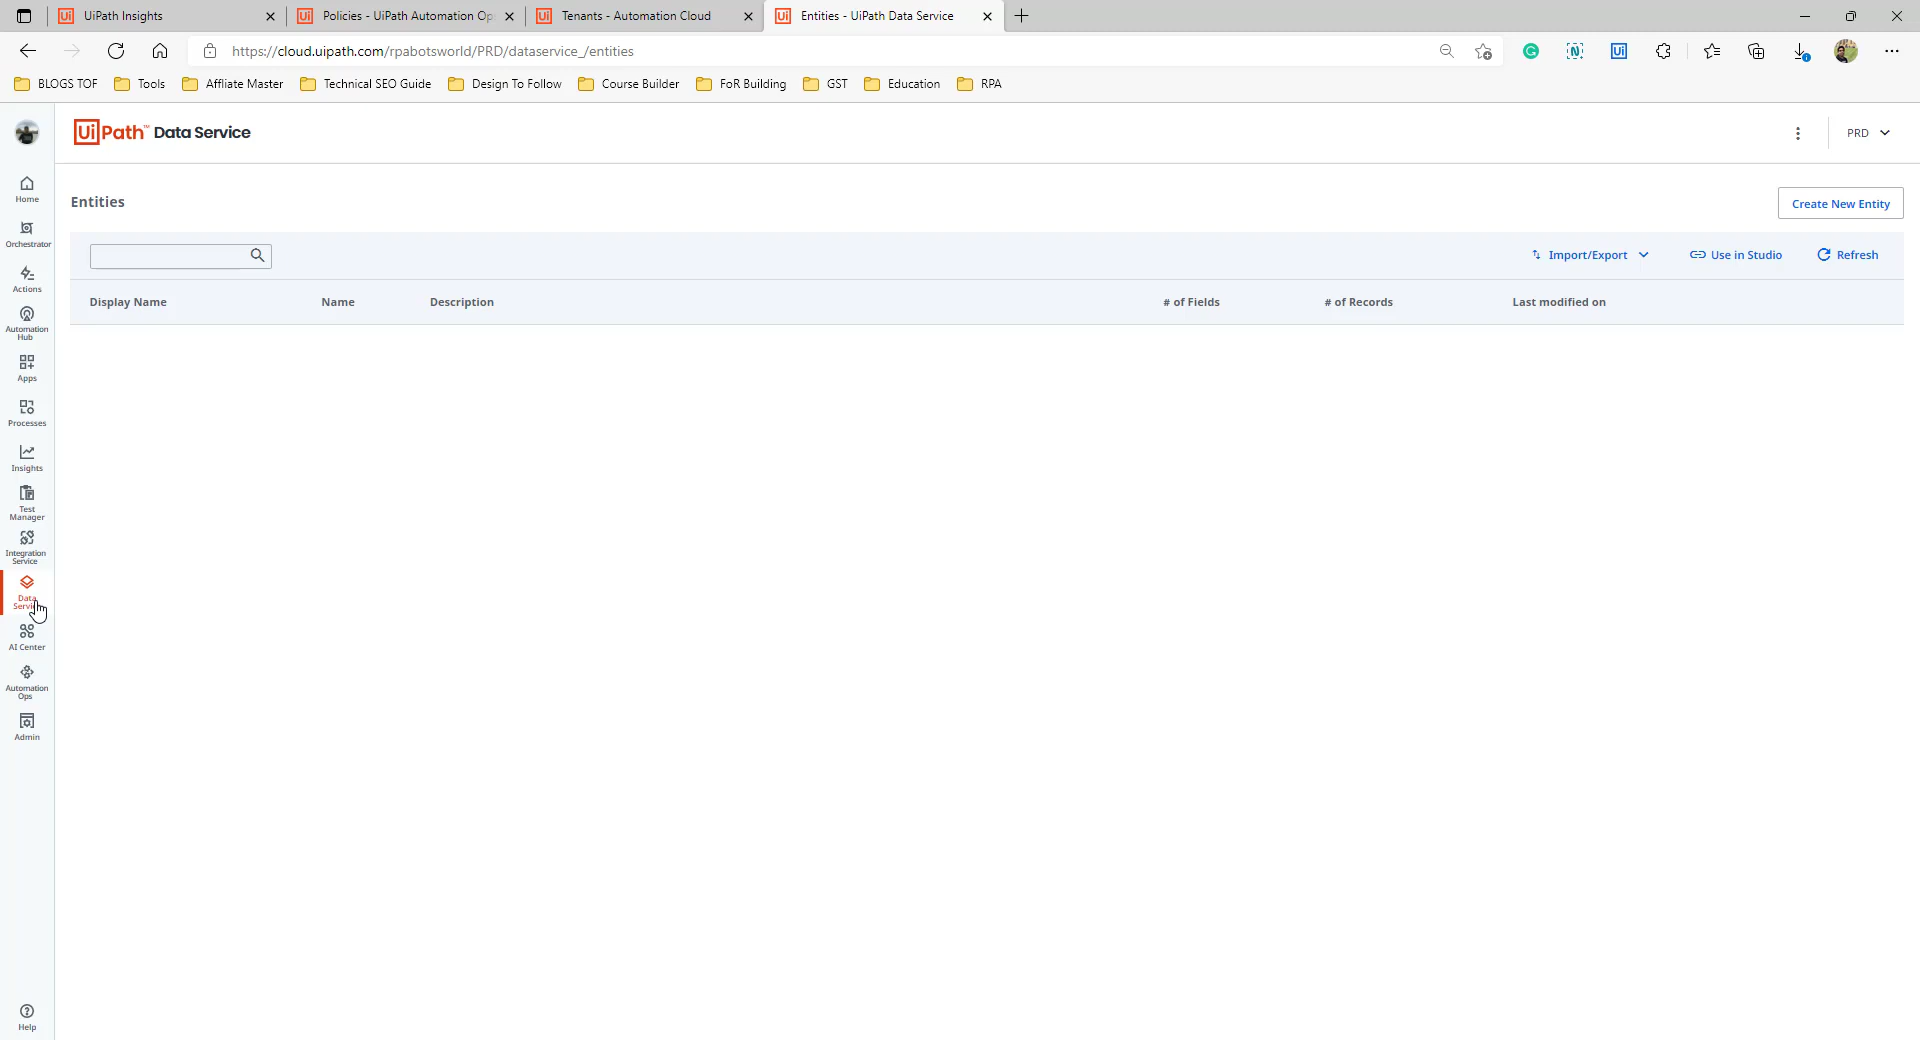 UiPath Insights
Policies - UiPath Automation Op
Tenants - Automation Cloud
Entities - UiPath Data Service
https://cloud.uipath.com/rpabotsworld/PRD/dataservice_/entities
BLOGS TOF
Tools
Affliate Master
Technical SEO Guide
Design To Follow
Course Builder
FoR Building
GST
Education
RPA
UiPath™ Data Service
PRD
Home
Orchestrator
Actions
Automation
Hub
Apps
Processes
Insights
Test
Manager
Integration
Service
Data
Servi
AI Center
Automation
Ops
Admin
Help
Entities
Create New Entity
Import/Export
Use in Studio
Refresh
Display Name
Name
Description
# of Fields
# of Records
Last modified on